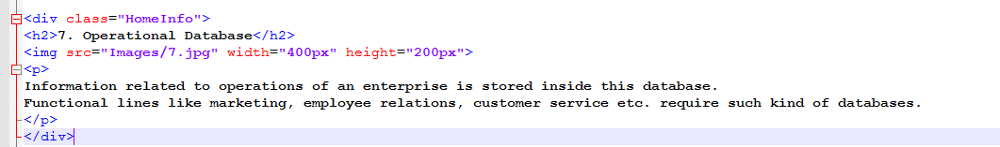 <div class="HomeInfo">
<h2>7. Operational Database</h2>
<img src="Images/7.jpg" width="400px" height="200px">
<p>
Information related to operations of an enterprise is stored inside this database.
Functional lines like marketing, employee relations, customer service etc. require such kind of databases.
</p>
</div>